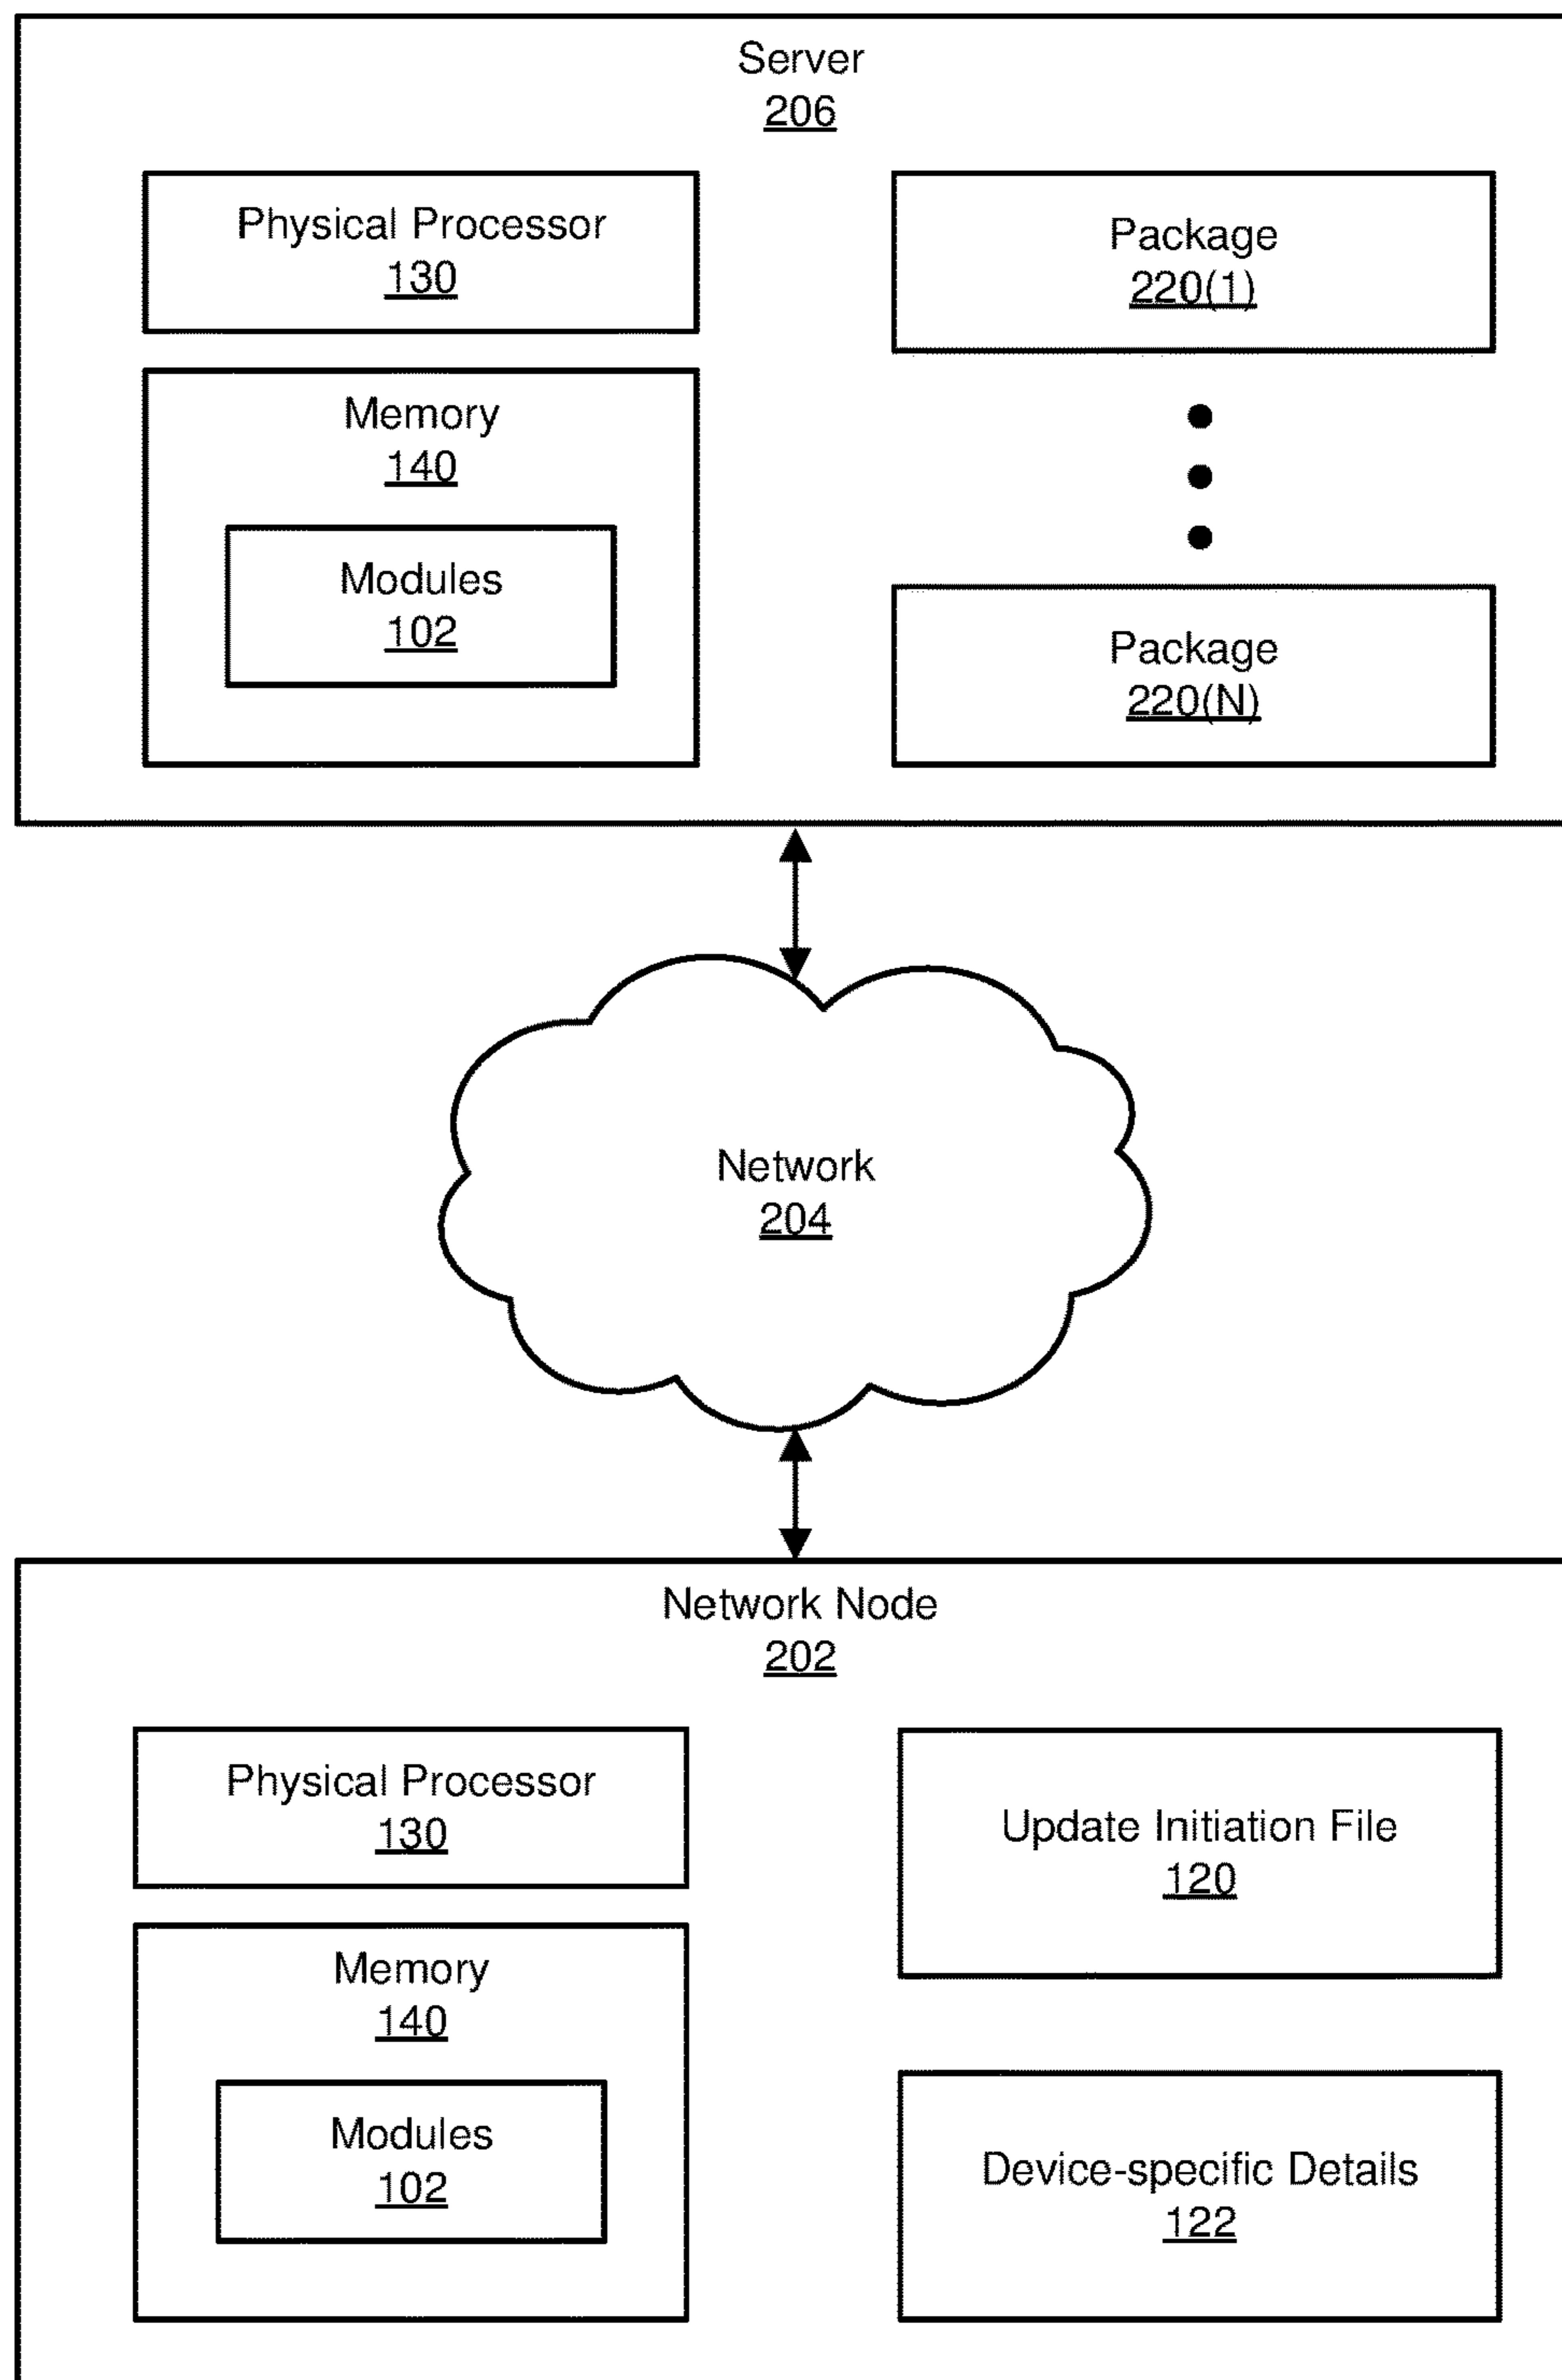 Server
206
Physical Processor
130
Package
220(1)
Memory
140
Modules
102
Package
220(N)
Network
204
Network Node
202
Physical Processor
130
Update Initiation File
120
Memory
140
Modules
102
Device-specific Details
122